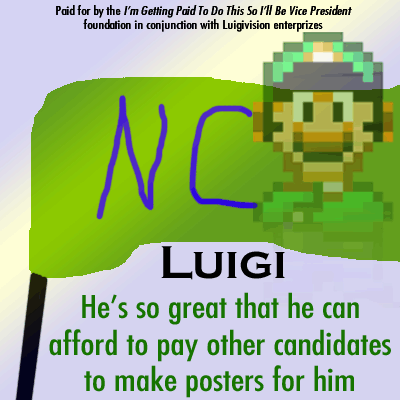 Paid for by the I'm Getting Paid To Do This So I'll Be Vice President
foundation in conjunction with Luigivision enterprizes
NC
Luigi
He's so great that he can
afford to pay other candidates
to make posters for him